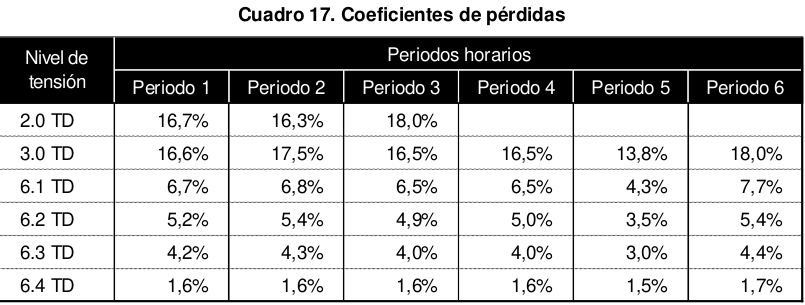 Cuadro 17. Coeficientes de pérdidas
Nivel de tensión Periodos horarios
Periodo 1 Periodo 2 Periodo 3 Periodo 4 Periodo 5 Periodo 6
2.0 TD 16,7% 16,3% 18,0%
3.0 TD 16,6% 17,5% 16,5% 16,5% 13,8% 18,0%
6.1 TD 6,7% 6,8% 6,5% 6,5% 4,3% 7,7%
6.2 TD 5,2% 5,4% 4,9% 5,0% 3,5% 5,4%
6.3 TD 4,2% 4,3% 4,0% 4,0% 3,0% 4,4%
6.4 TD 1,6% 1,6% 1,6% 1,6% 1,5% 1,7%